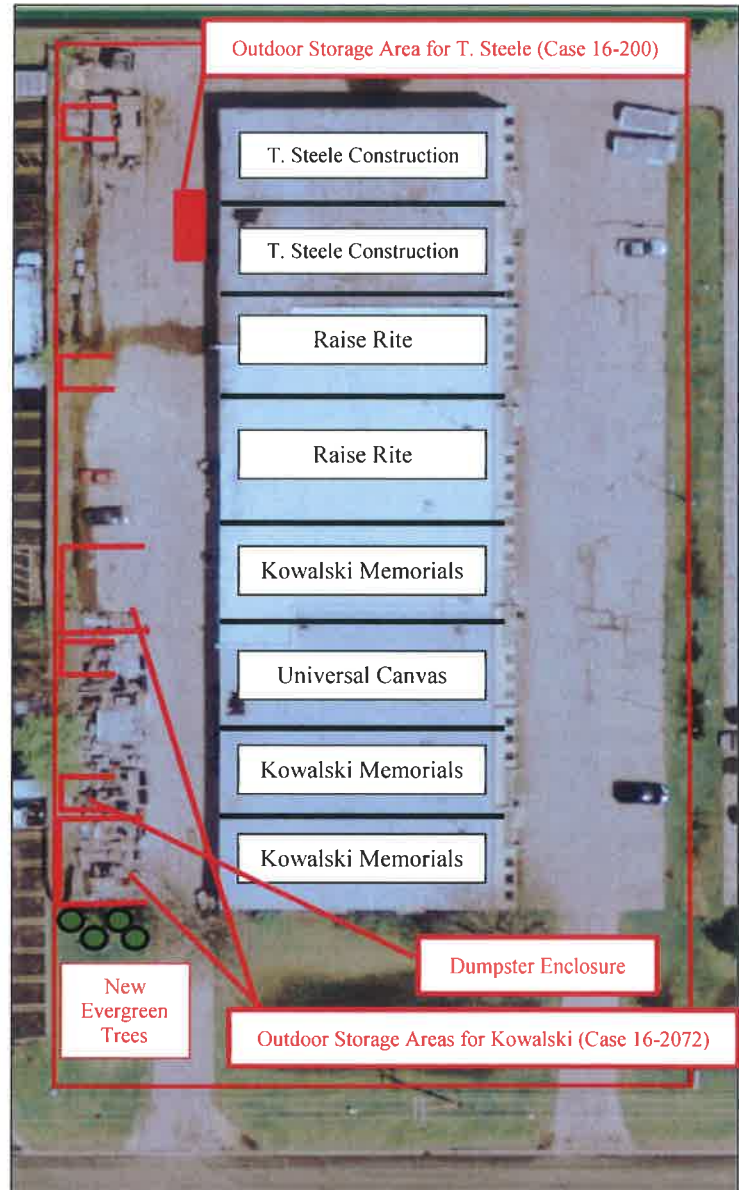 Outdoor Storage Area for T. Steele (Case 16-200)
T. Steele Construction
T. Steele Construction
Raise Rite
Raise Rite
Kowalski Memorials
Universal Canvas
Kowalski Memorials
Kowalski Memorials
Dumpster Enclosure
New
Evergreen
Trees
Outdoor Storage Areas for Kowalski (Case 16-2072)